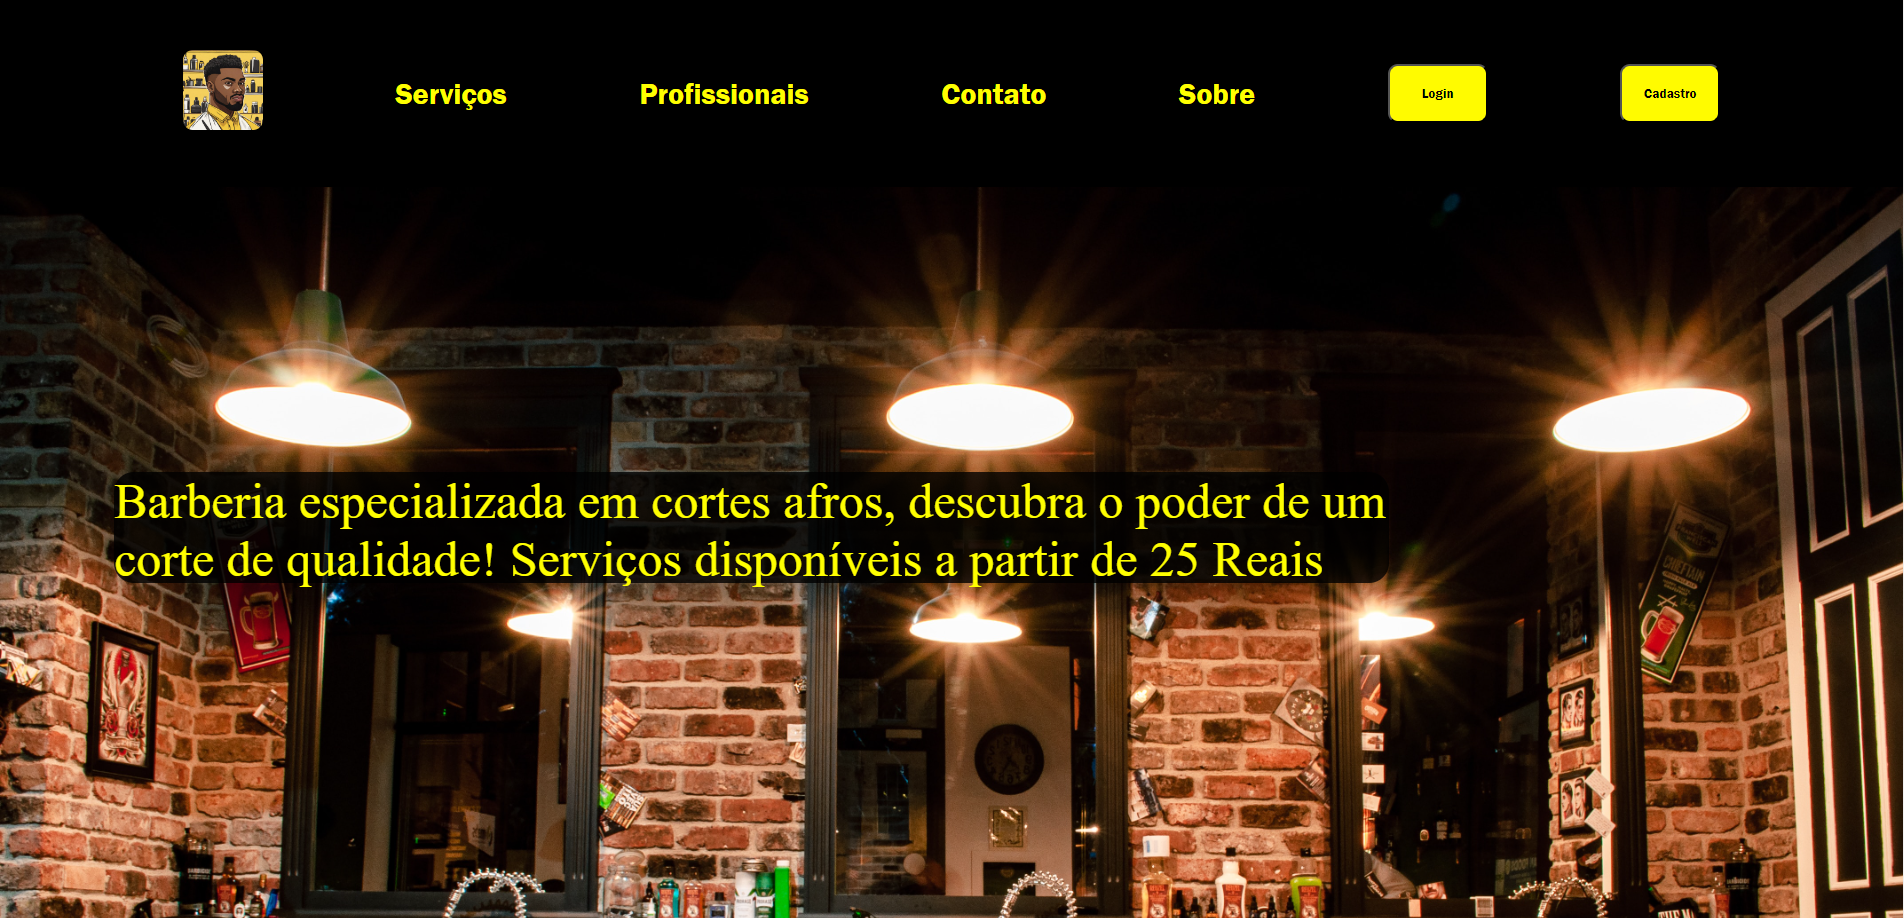 Serviços
Profissionais
Contato
Sobre
Login
Cadastro
Barberia especializada em cortes afros, descubra o poder de um
corte de qualidade! Serviços disponíveis a partir de 25 Reais
CHIEFTAIN